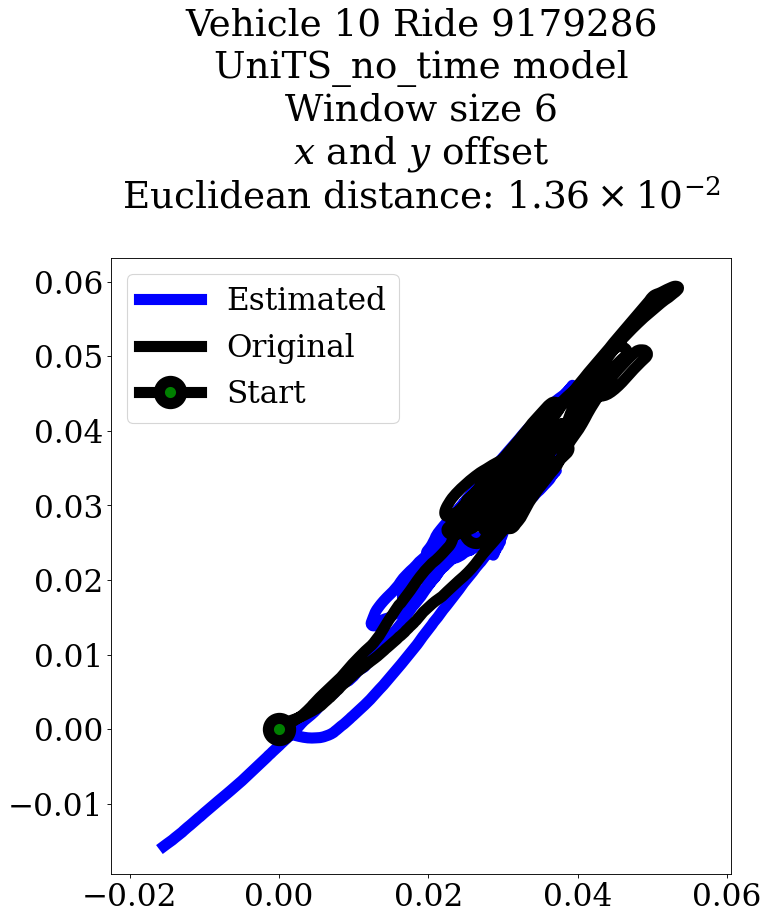 Vehicle 10 Ride 9179286
UniTS_no_time model
Window size 6
x and y offset
Euclidean distance: 1.36 × 10⁻²
Estimated
Original
Start
0.06
0.05
0.04
0.03
0.02
0.01
0.00
−0.01
−0.02 0.00 0.02 0.04 0.06